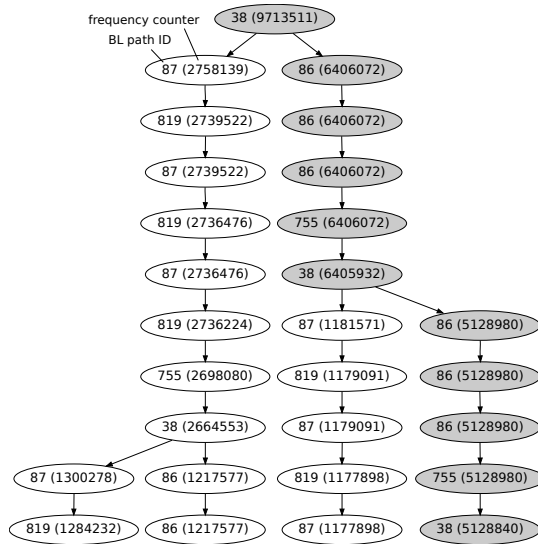 38 (9713511)
frequency counter
BL path ID
87 (2758139) 86 (6406072)
819 (2739522) 86 (6406072)
87 (2739522) 86 (6406072)
819 (2736476) 755 (6406072)
87 (2736476) 38 (6405932)
819 (2736224) 87 (1181571) 86 (5128980)
755 (2698080) 819 (1179091) 86 (5128980)
38 (2664553) 87 (1179091) 86 (5128980)
87 (1300278) 86 (1217577) 819 (1177898) 755 (5128980)
819 (1284232) 86 (1217577) 87 (1177898) 38 (5128840)